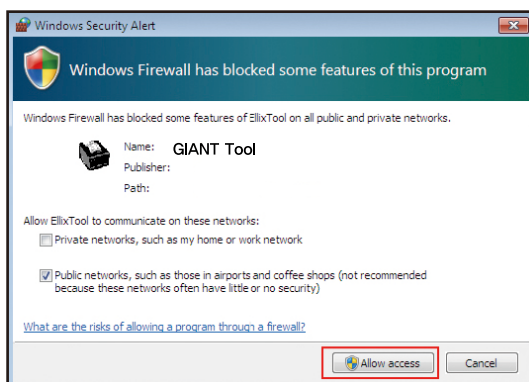 Windows Security Alert
Windows Firewall has blocked some features of this program
Windows Firewall has blocked some features of EllixTool on all public and private networks.
Name: GIANT Tool
Publisher:
Path:
Allow EllixTool to communicate on these networks:
Private networks, such as my home or work network
Public networks, such as those in airports and coffee shops (not recommended
because these networks often have little or no security)
What are the risks of allowing a program through a firewall?
Allow access Cancel